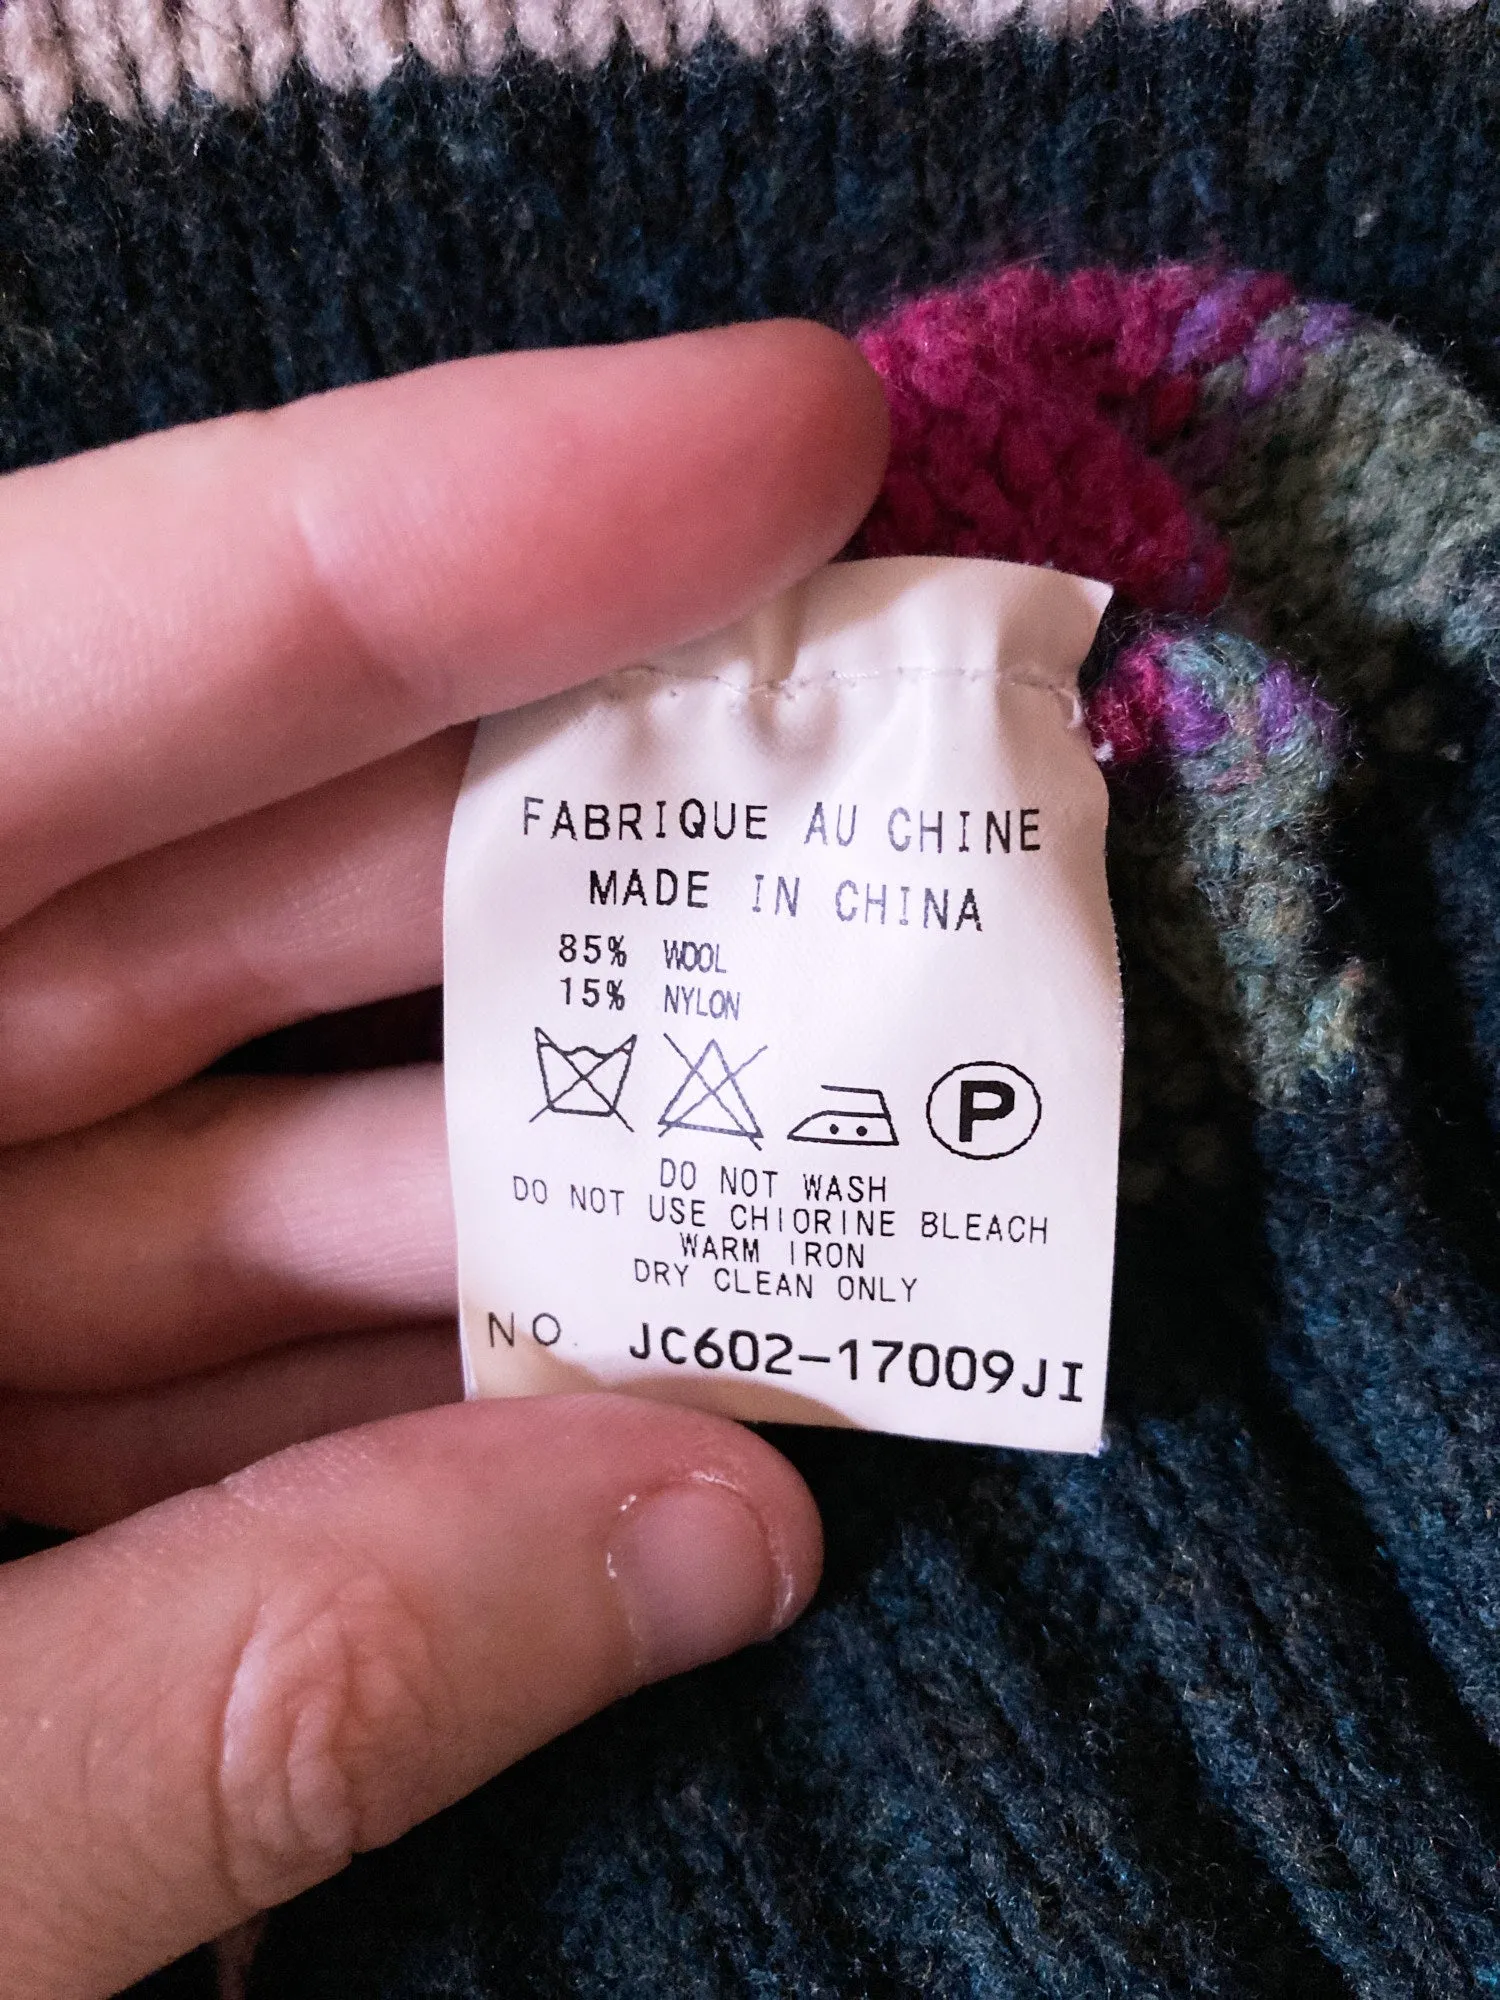 FABRIQUE AU CHINE
MADE IN CHINA
85% WOOL
15% NYLON
P
DO NOT WASH
DO NOT USE CHIORINE BLEACH
WARM IRON
DRY CLEAN ONLY
NO. JC602-17009JI